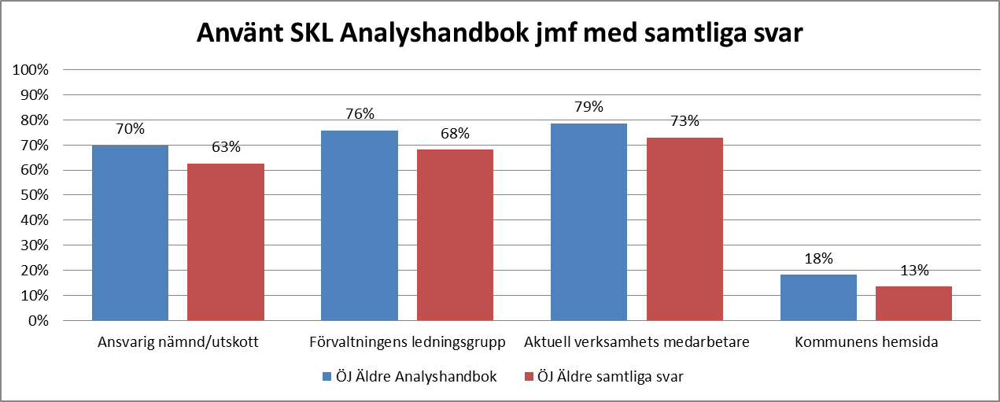 Använt SKL Analyshandbok jmf med samtliga svar
100%
90%
80%
70%
60%
50%
40%
30%
20%
10%
0%
70%
63%
76%
68%
79%
73%
18%
13%
Ansvarig nämnd/utskott
Förvaltningens ledningsgrupp
Aktuell verksamhets medarbetare
Kommunens hemsida
ÖJ Äldre Analyshandbok
ÖJ Äldre samtliga svar